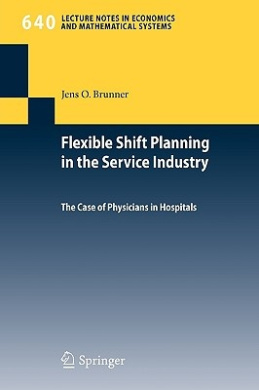 640
LECTURE NOTES IN ECONOMICS
AND MATHEMATICAL SYSTEMS
Jens O. Brunner
Flexible Shift Planning
in the Service Industry
The Case of Physicians in Hospitals
Springer